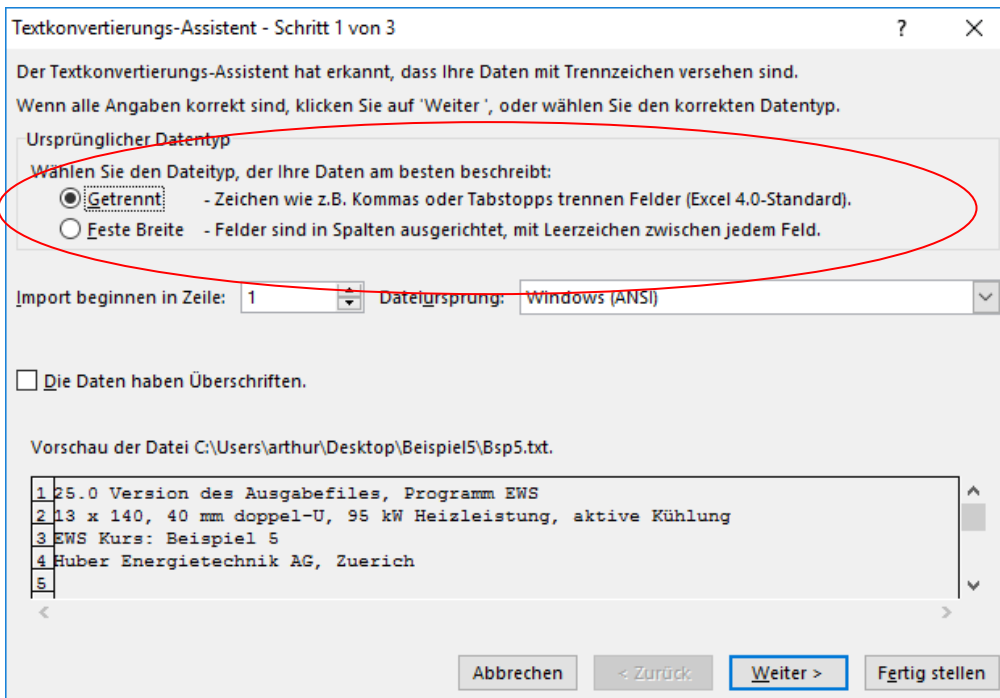 Textkonvertierungs-Assistent - Schritt 1 von 3 ?
Der Textkonvertierungs-Assistent hat erkannt, dass Ihre Daten mit Trennzeichen versehen sind.
Wenn alle Angaben korrekt sind, klicken Sie auf 'Weiter ', oder wählen Sie den korrekten Datentyp.
Ursprünglicher Datentyp
Wählen Sie den Dateityp, der Ihre Daten am besten beschreibt:
Getrennt - Zeichen wie z.B. Kommas oder Tabstopps trennen Felder (Excel 4.0-Standard).
Feste Breite - Felder sind in Spalten ausgerichtet, mit Leerzeichen zwischen jedem Feld.
Import beginnen in Zeile: 1 Dateiursprung: Windows (ANSI)
Die Daten haben Überschriften.
Vorschau der Datei C:\Users\arthur\Desktop\Beispiel5\Bsp5.txt.
1 25.0 Version des Ausgabefiles, Programm EWS
2 13 x 140, 40 mm doppel-U, 95 kW Heizleistung, aktive Kühlung
3 EWS Kurs: Beispiel 5
4 Huber Energietechnik AG, Zuerich
5
Abbrechen < Zurück Weiter > Fertig stellen